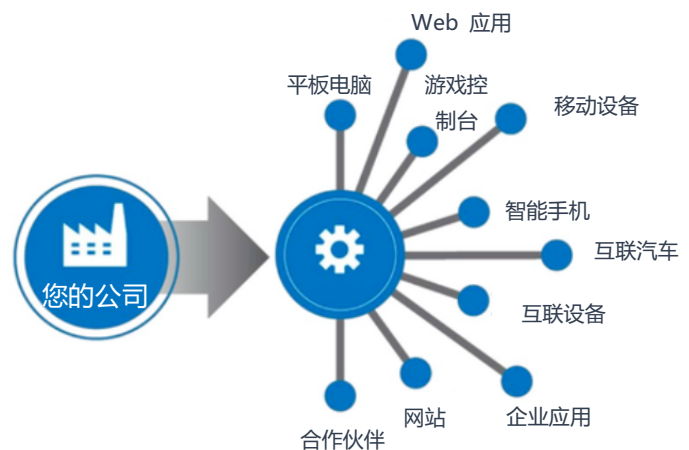 Web 应用
平板电脑
游戏控
制台
移动设备
智能手机
互联汽车
您的公司
互联设备
企业应用
网站
合作伙伴